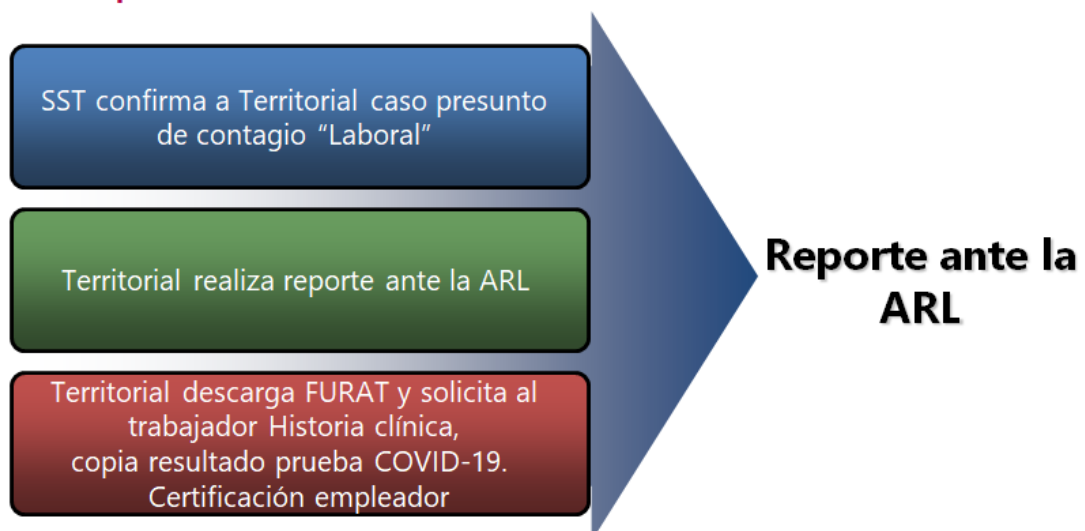 SST confirma a Territorial caso presunto
de contagio “Laboral”
Territorial realiza reporte ante la ARL
Territorial descarga FURAT y solicita al
trabajador Historia clínica,
copia resultado prueba COVID-19.
Certificación empleador
Reporte ante la
ARL